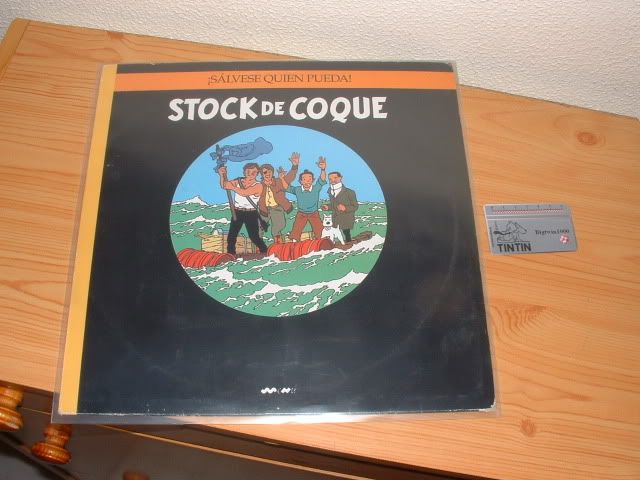 ¡SÁLVESE QUIEN PUEDA!
STOCK DE COQUE
TINTIN